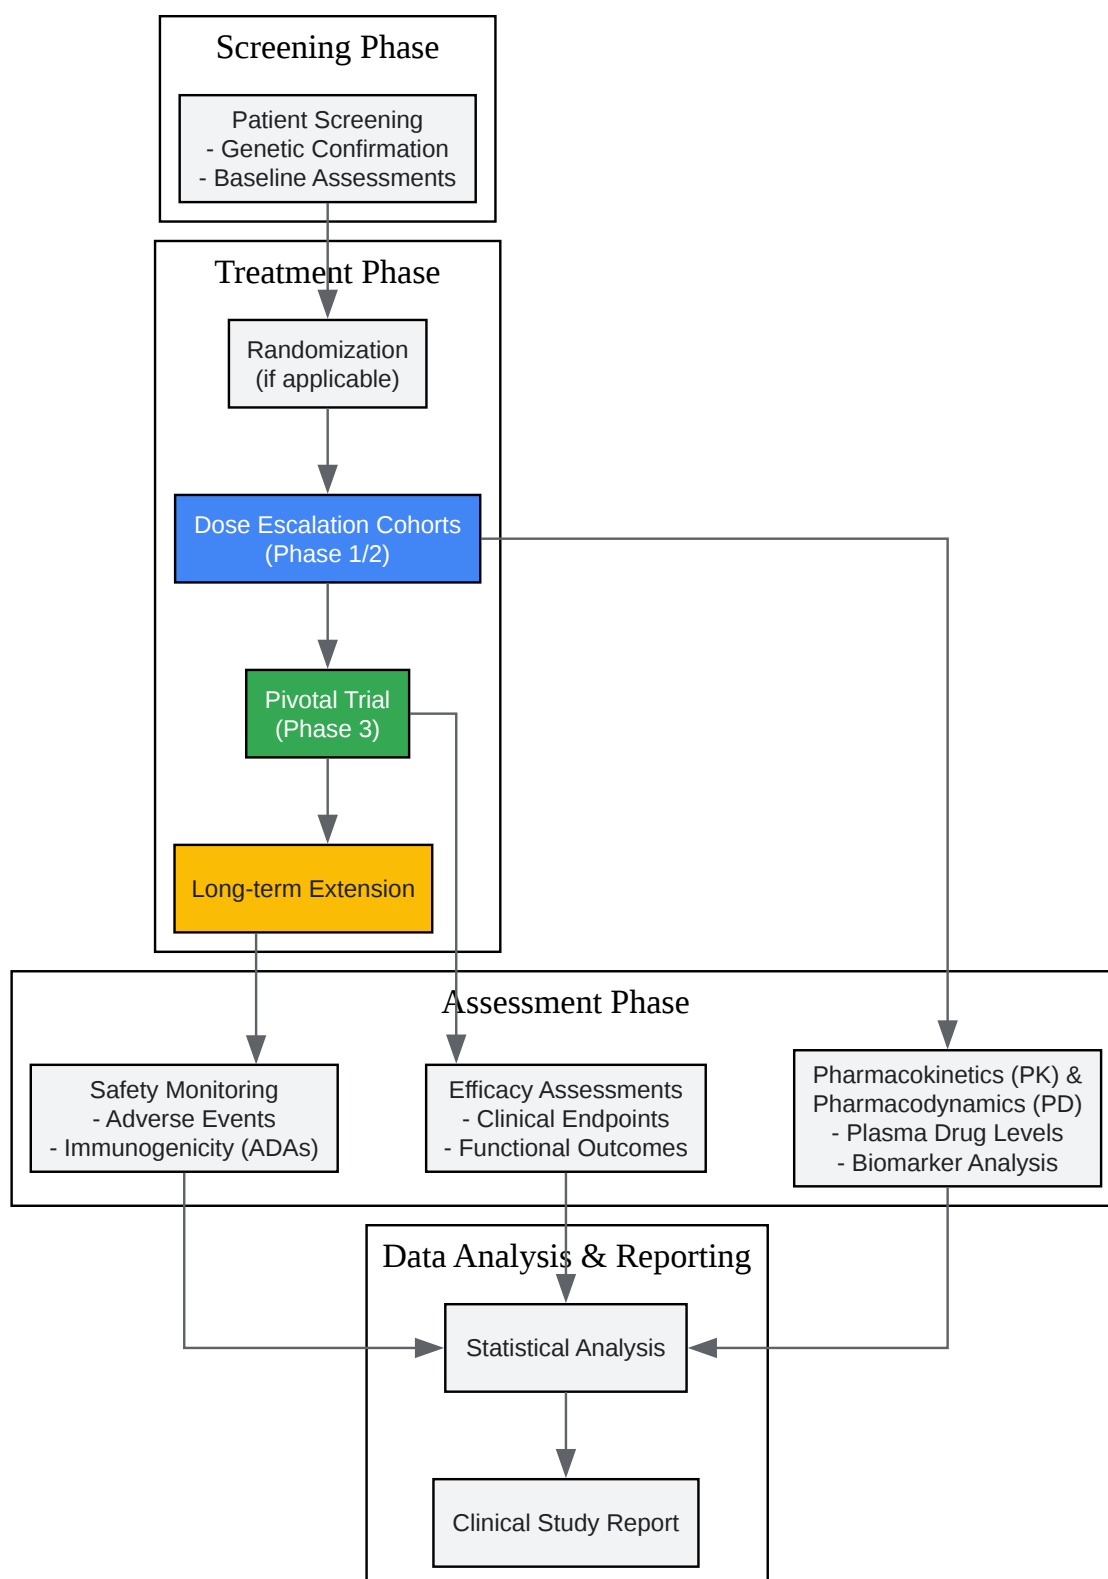 Screening Phase
Patient Screening
- Genetic Confirmation
- Baseline Assessments
Treatment Phase
Randomization
(if applicable)
Dose Escalation Cohorts
(Phase 1/2)
Pivotal Trial
(Phase 3)
Long-term Extension
Assessment Phase
Safety Monitoring
- Adverse Events
- Immunogenicity (ADAs)
Efficacy Assessments
- Clinical Endpoints
- Functional Outcomes
Pharmacokinetics (PK) &
Pharmacodynamics (PD)
- Plasma Drug Levels
- Biomarker Analysis
Data Analysis & Reporting
Statistical Analysis
Clinical Study Report